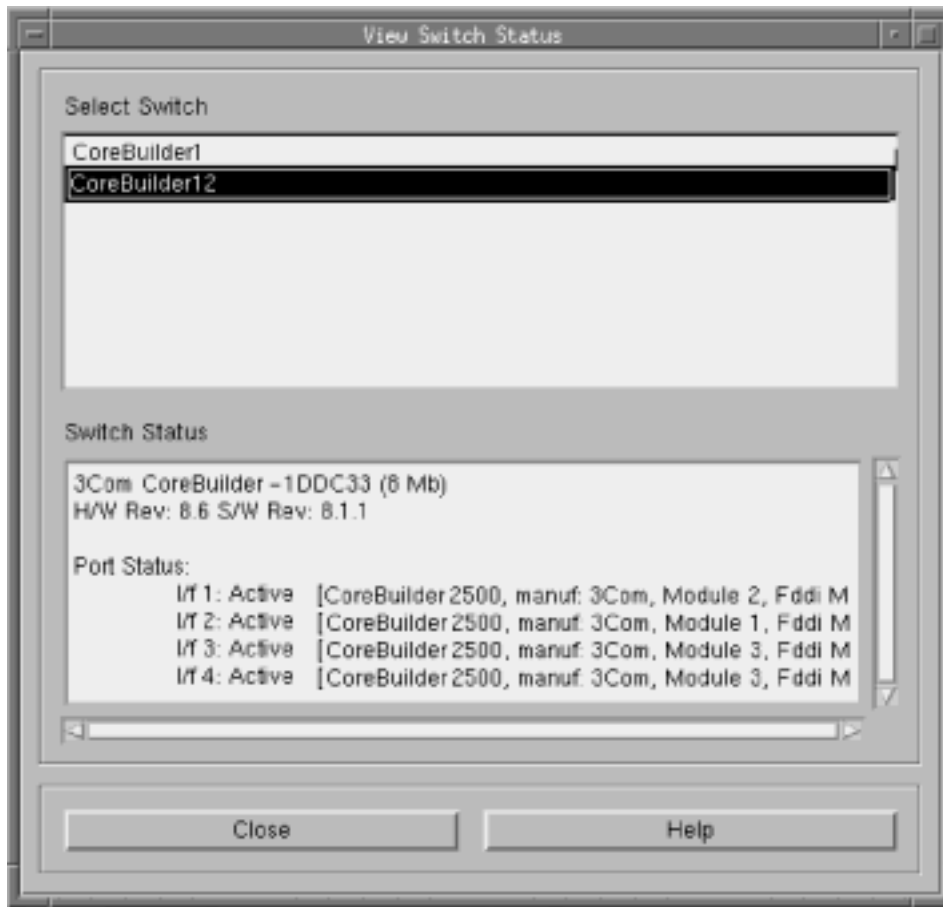 View Switch Status
Select Switch
CoreBuilder1
CoreBuilder12
Switch Status
3Com CoreBuilder -1DDC33 (8 Mb)
H/W Rev: 8.6 S/W Rev: 8.1.1
Port Status:
I/f 1: Active [CoreBuilder 2500, manuf: 3Com, Module 2, Fddi M
I/f 2: Active [CoreBuilder 2500, manuf: 3Com, Module 1, Fddi M
I/f 3: Active [CoreBuilder 2500, manuf: 3Com, Module 3, Fddi M
I/f 4: Active [CoreBuilder 2500, manuf: 3Com, Module 3, Fddi M
Close Help